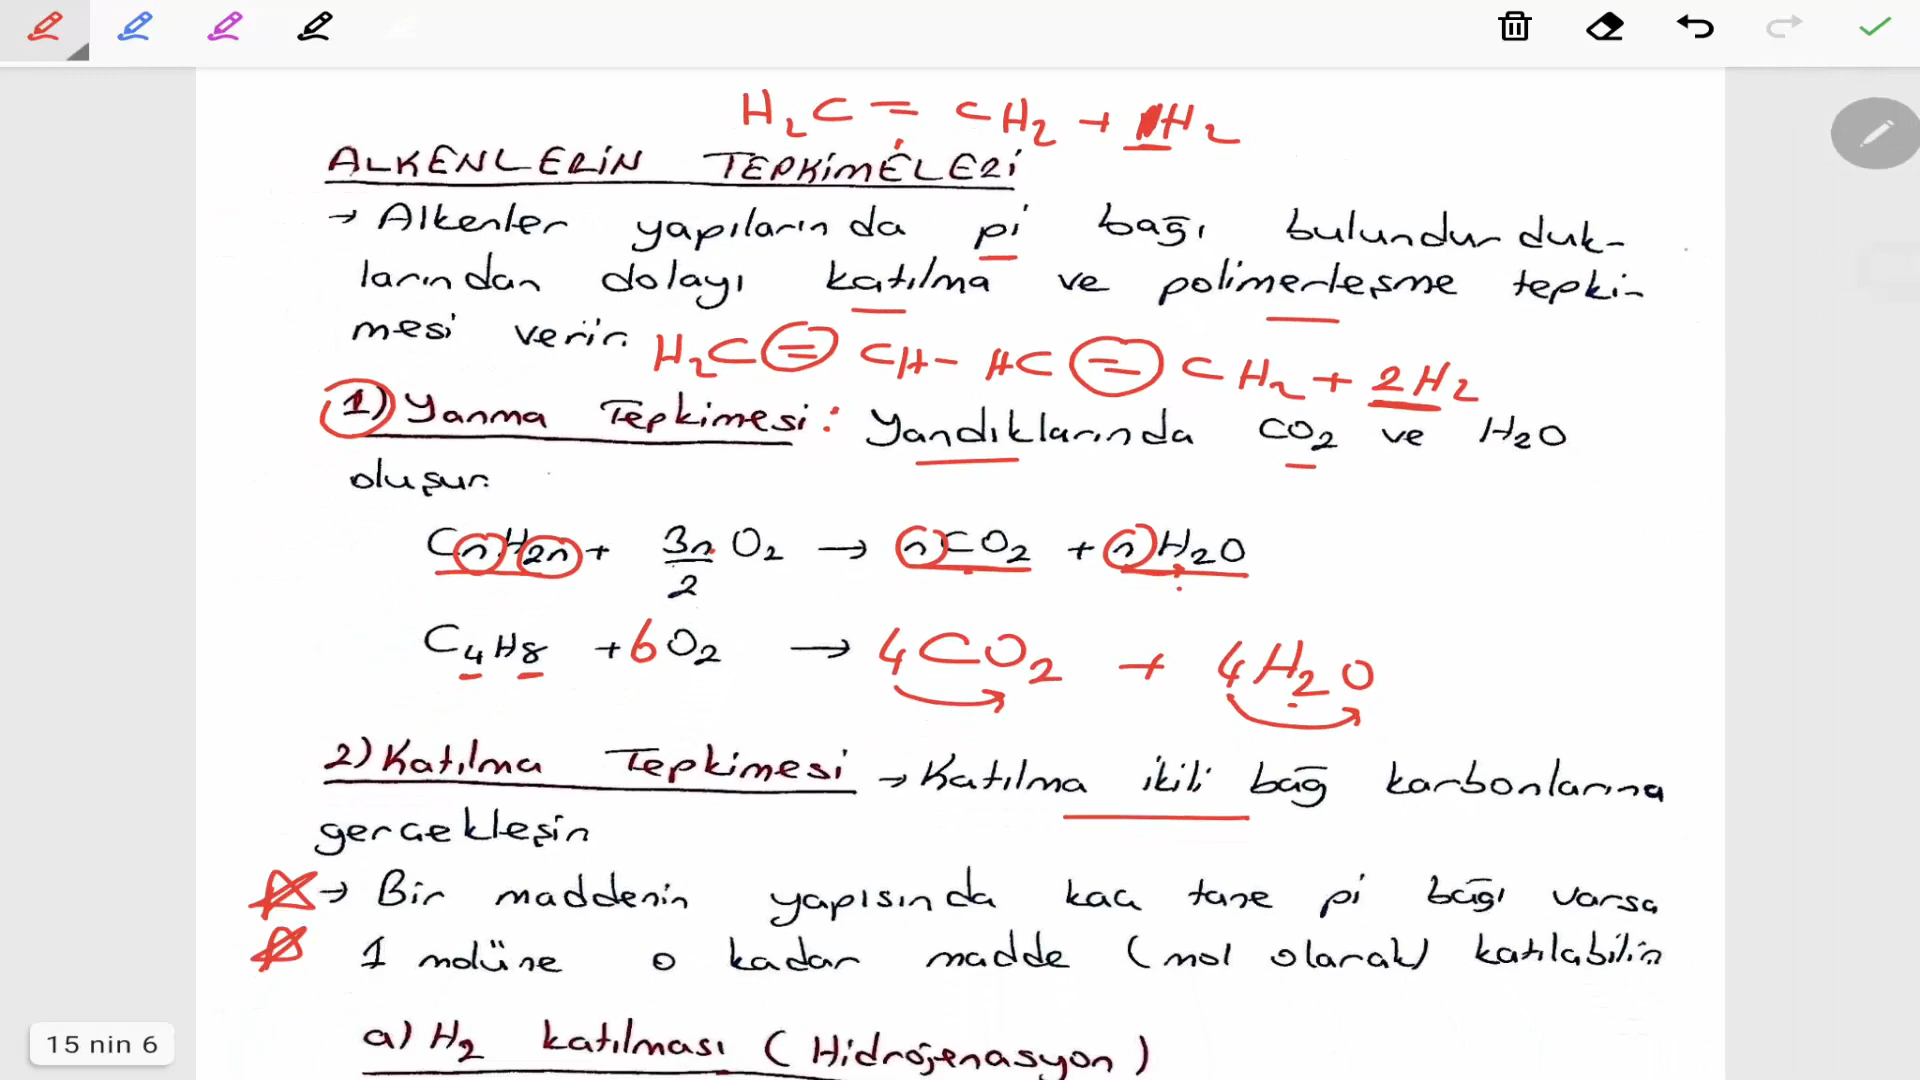 H₂C = CH₂ + 1H₂
ALKENLERİN TEPKİMELERİ
→ Alkenler yapılarında pi bağı bulundurduk-
larından dolayı katılma ve polimerleşme tepki-
mesi verir.
H₂C = CH - HC = CH₂ + 2H₂
1) Yanma Tepkimesi: Yandıklarında CO₂ ve H₂O
oluşur.
CnH2n + 3n/2 O₂ → nCO₂ + nH₂O
C₄H₈ + 6O₂ → 4CO₂ + 4H₂O
2) Katılma Tepkimesi → Katılma ikili bağ karbonlarına
gerçekleşir.
→ Bir maddenin yapısında kaç tane pi bağı varsa
1 molüne o kadar madde (mol olarak) katılabilir.
a) H₂ katılması (Hidrojenasyon)
15 nin 6